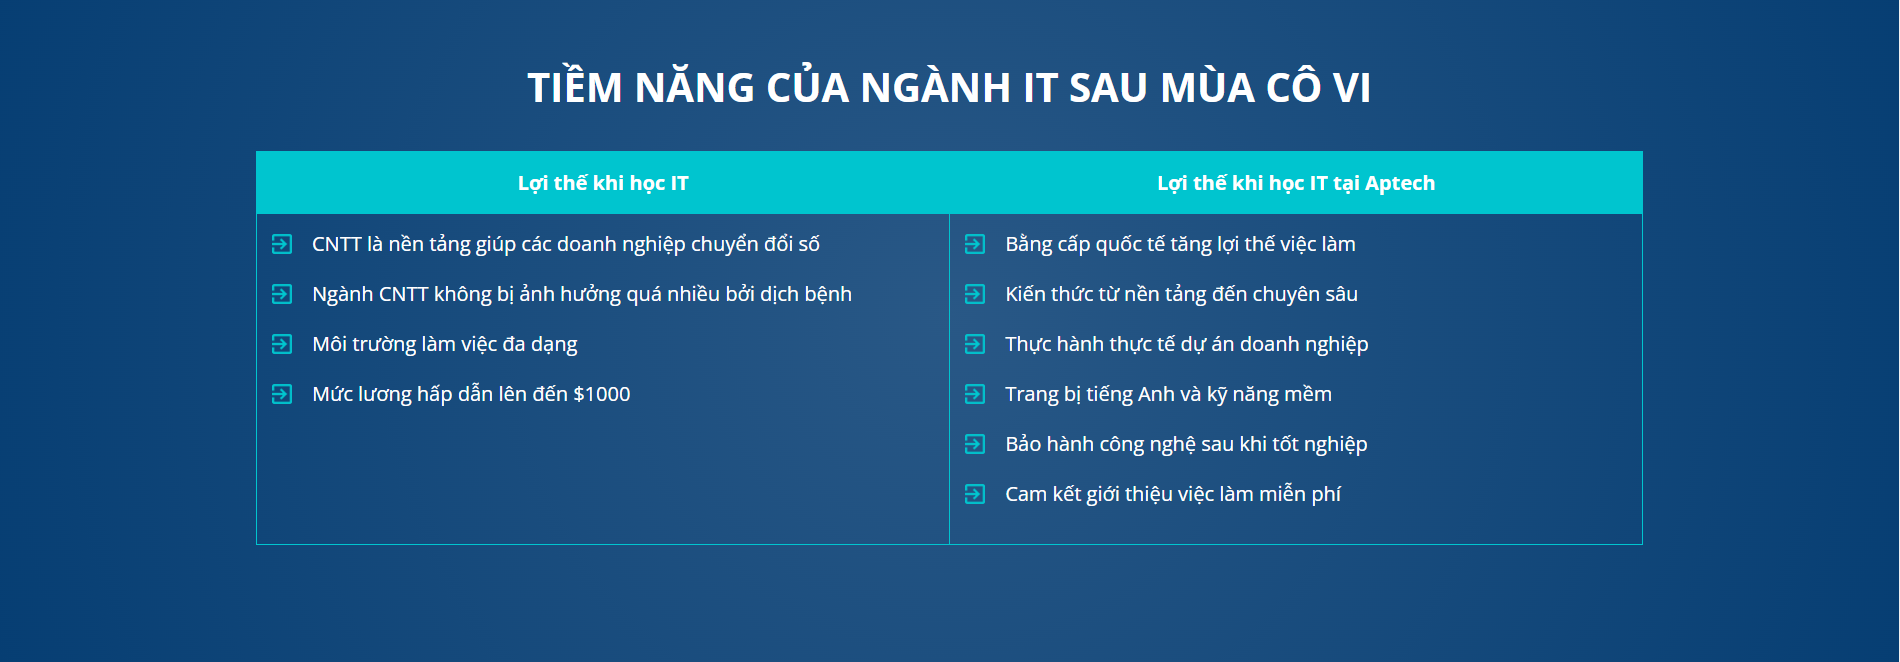 TIỀM NĂNG CỦA NGÀNH IT SAU MÙA CÔ VI
Lợi thế khi học IT
CNTT là nền tảng giúp các doanh nghiệp chuyển đổi số
Ngành CNTT không bị ảnh hưởng quá nhiều bởi dịch bệnh
Môi trường làm việc đa dạng
Mức lương hấp dẫn lên đến $1000
Lợi thế khi học IT tại Aptech
Bằng cấp quốc tế tăng lợi thế việc làm
Kiến thức từ nền tảng đến chuyên sâu
Thực hành thực tế dự án doanh nghiệp
Trang bị tiếng Anh và kỹ năng mềm
Bảo hành công nghệ sau khi tốt nghiệp
Cam kết giới thiệu việc làm miễn phí